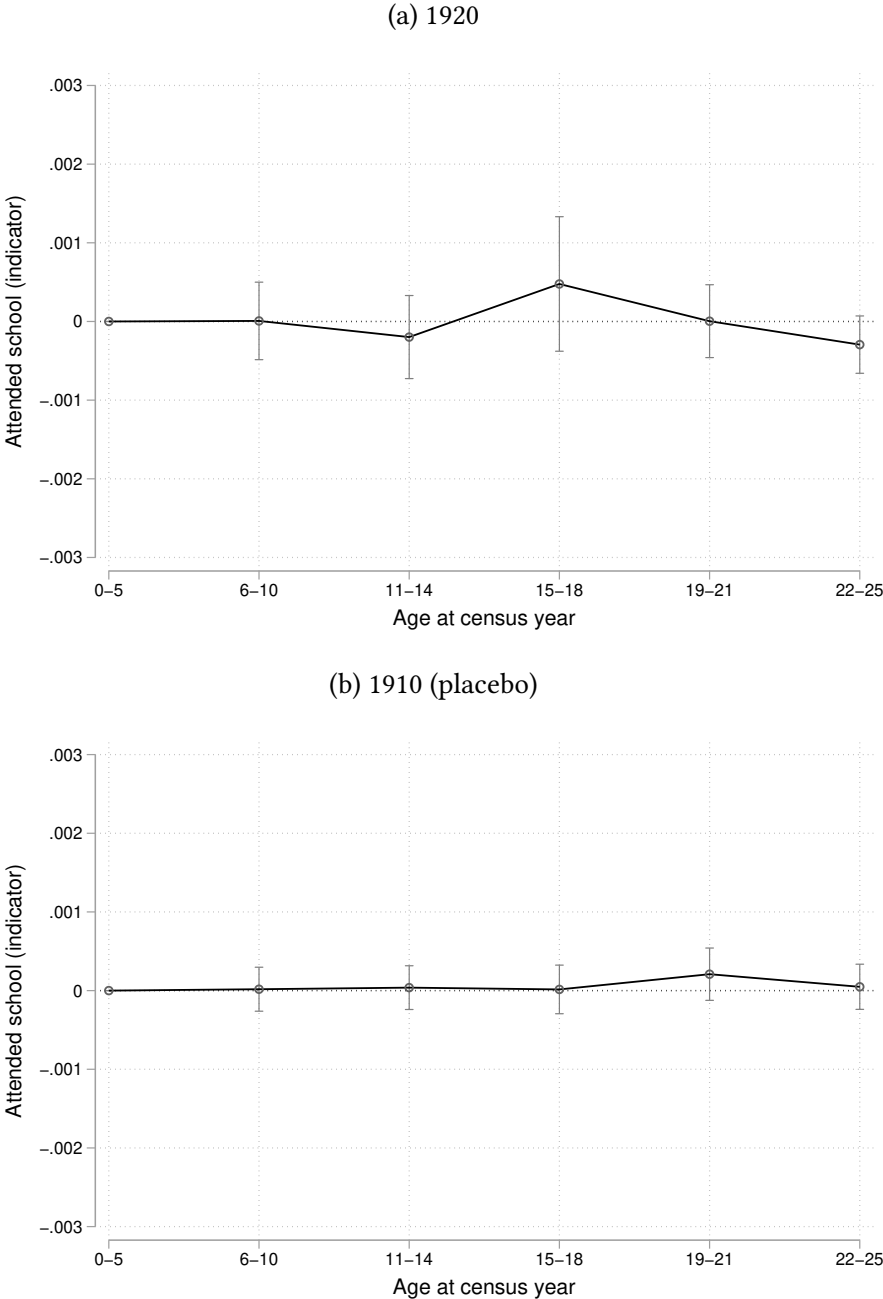 (a) 1920
.003
.002
.001
0
−.001
−.002
−.003
Attended school (indicator)
0−5 6−10 11−14 15−18 19−21 22−25
Age at census year
(b) 1910 (placebo)
.003
.002
.001
0
−.001
−.002
−.003
Attended school (indicator)
0−5 6−10 11−14 15−18 19−21 22−25
Age at census year